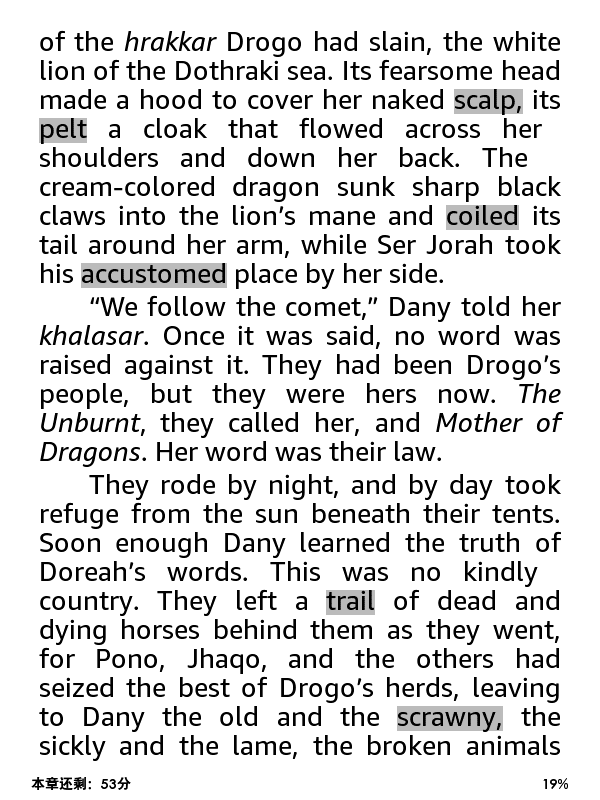 of the hrakkar Drogo had slain, the white
lion of the Dothraki sea. Its fearsome head
made a hood to cover her naked scalp, its
pelt a cloak that flowed across her
shoulders and down her back. The
cream-colored dragon sunk sharp black
claws into the lion’s mane and coiled its
tail around her arm, while Ser Jorah took
his accustomed place by her side.
“We follow the comet,” Dany told her
khalasar. Once it was said, no word was
raised against it. They had been Drogo’s
people, but they were hers now. The
Unburnt, they called her, and Mother of
Dragons. Her word was their law.
They rode by night, and by day took
refuge from the sun beneath their tents.
Soon enough Dany learned the truth of
Doreah’s words. This was no kindly
country. They left a trail of dead and
dying horses behind them as they went,
for Pono, Jhaqo, and the others had
seized the best of Drogo’s herds, leaving
to Dany the old and the scrawny, the
sickly and the lame, the broken animals
本章还剩：53分 19%